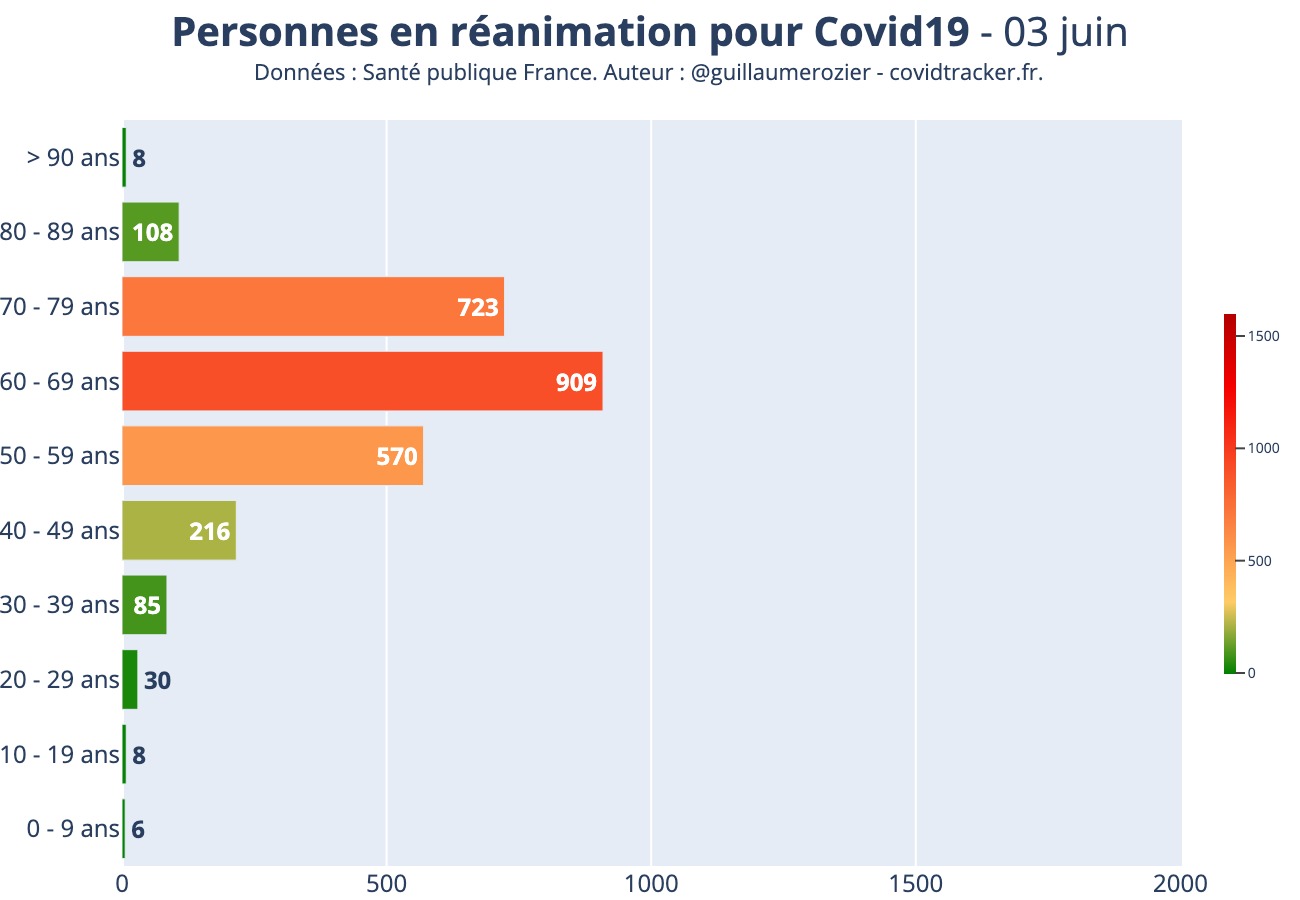 Personnes en réanimation pour Covid19 - 03 juin
Données : Santé publique France. Auteur : @guillaumerozier - covidtracker.fr.
> 90 ans 8
80 - 89 ans 108
70 - 79 ans 723
60 - 69 ans 909
50 - 59 ans 570
40 - 49 ans 216
30 - 39 ans 85
20 - 29 ans 30
10 - 19 ans 8
0 - 9 ans 6
0 500 1000 1500 2000
1500
1000
500
0